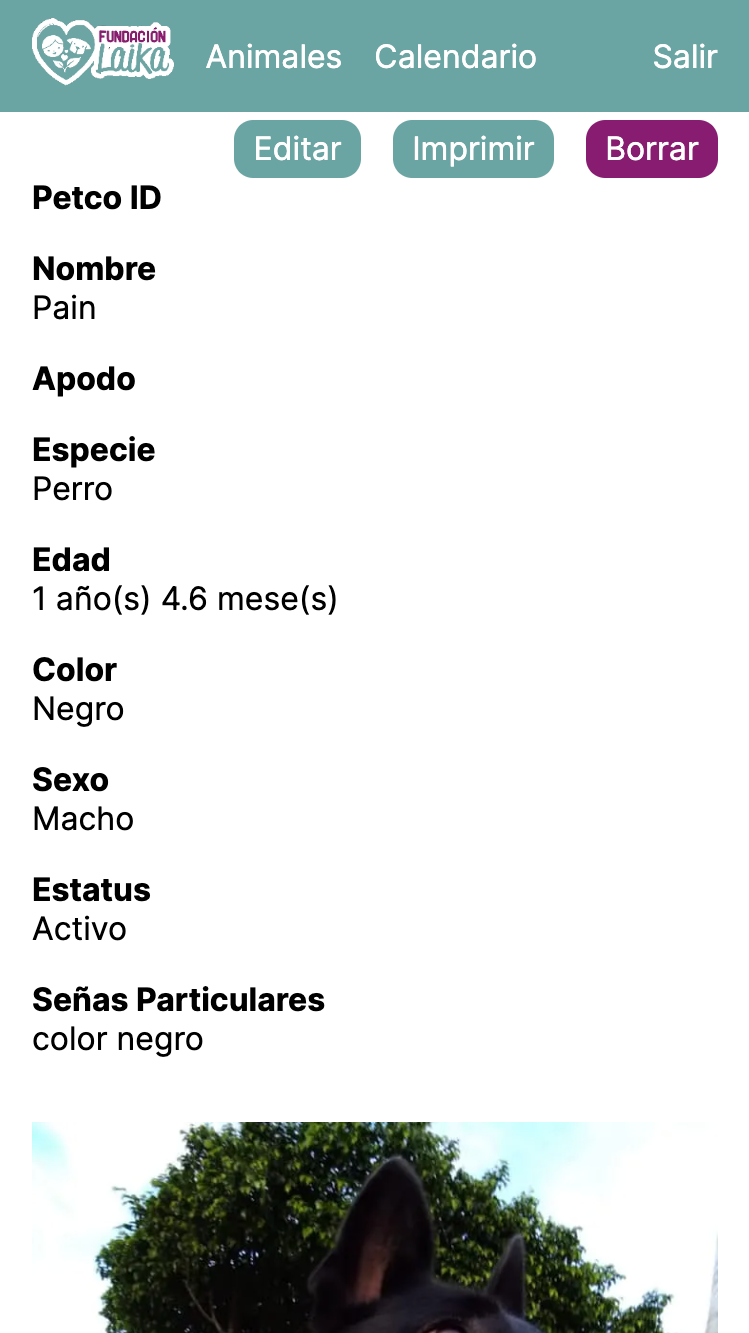 FUNDACIÓN
Laika
Animales
Calendario
Salir
Editar
Imprimir
Borrar
Petco ID
Nombre
Pain
Apodo
Especie
Perro
Edad
1 año(s) 4.6 mese(s)
Color
Negro
Sexo
Macho
Estatus
Activo
Señas Particulares
color negro